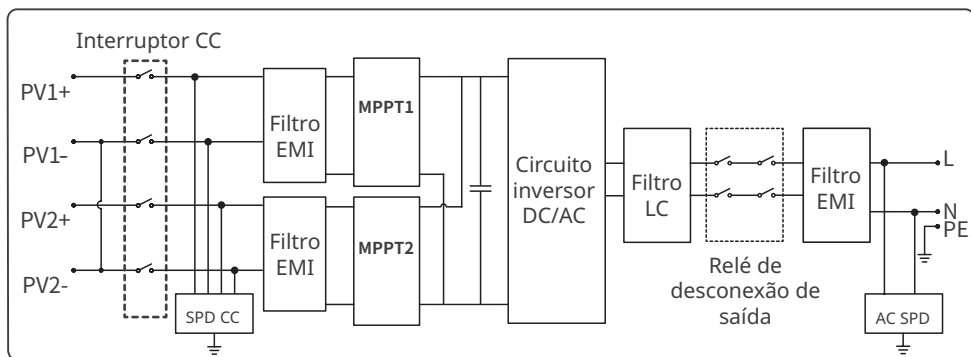 Interruptor CC
PV1+
PV1-
PV2+
PV2-
SPD CC
Filtro
EMI
Filtro
EMI
MPPT1
MPPT2
Circuito
inversor
DC/AC
Filtro
LC
Relé de
desconexão de
saída
Filtro
EMI
L
N
PE
AC SPD